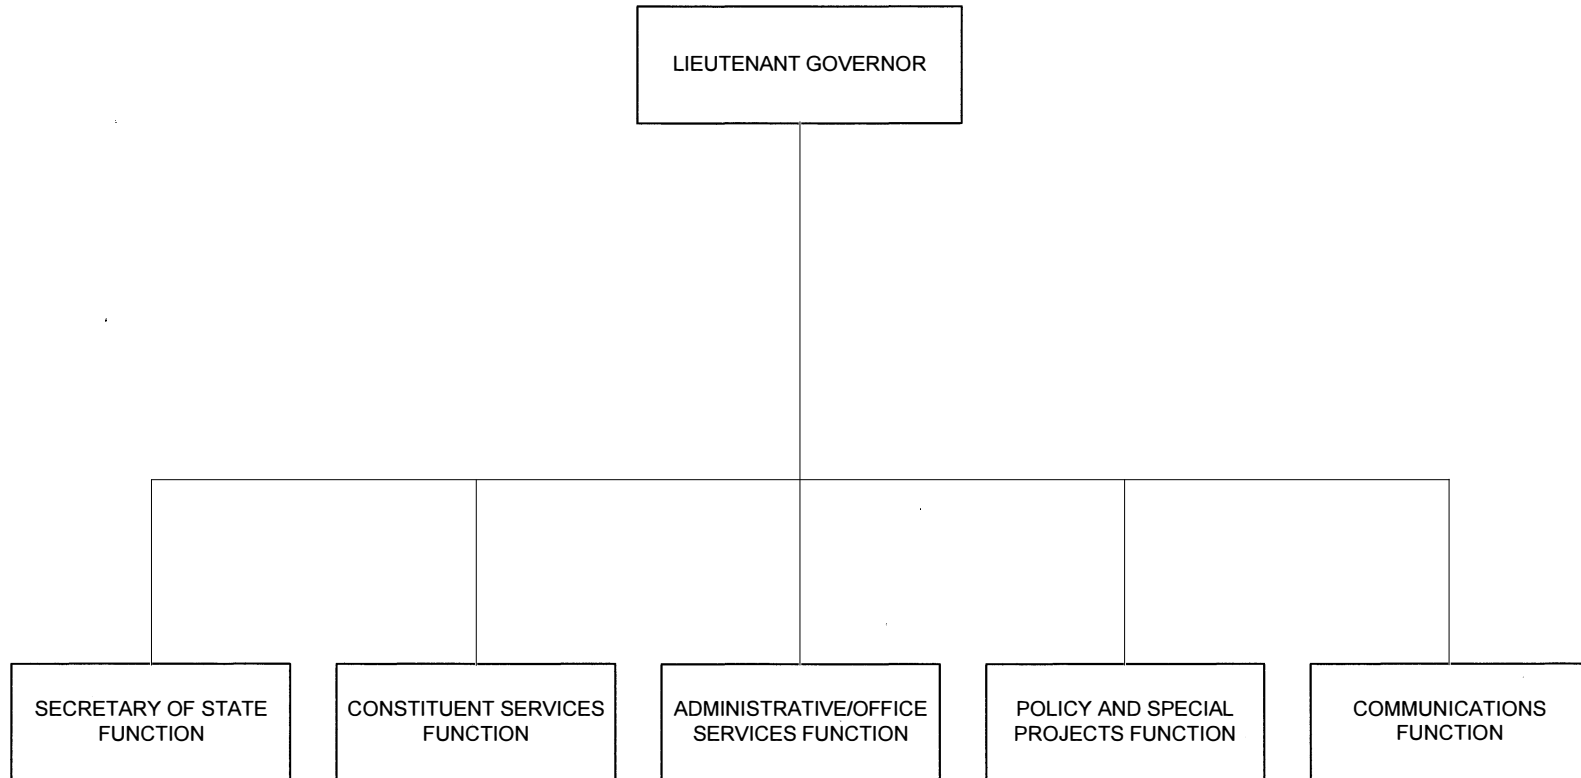 LIEUTENANT GOVERNOR
SECRETARY OF STATE
FUNCTION
CONSTITUENT SERVICES
FUNCTION
ADMINISTRATIVE/OFFICE
SERVICES FUNCTION
POLICY AND SPECIAL
PROJECTS FUNCTION
COMMUNICATIONS
FUNCTION